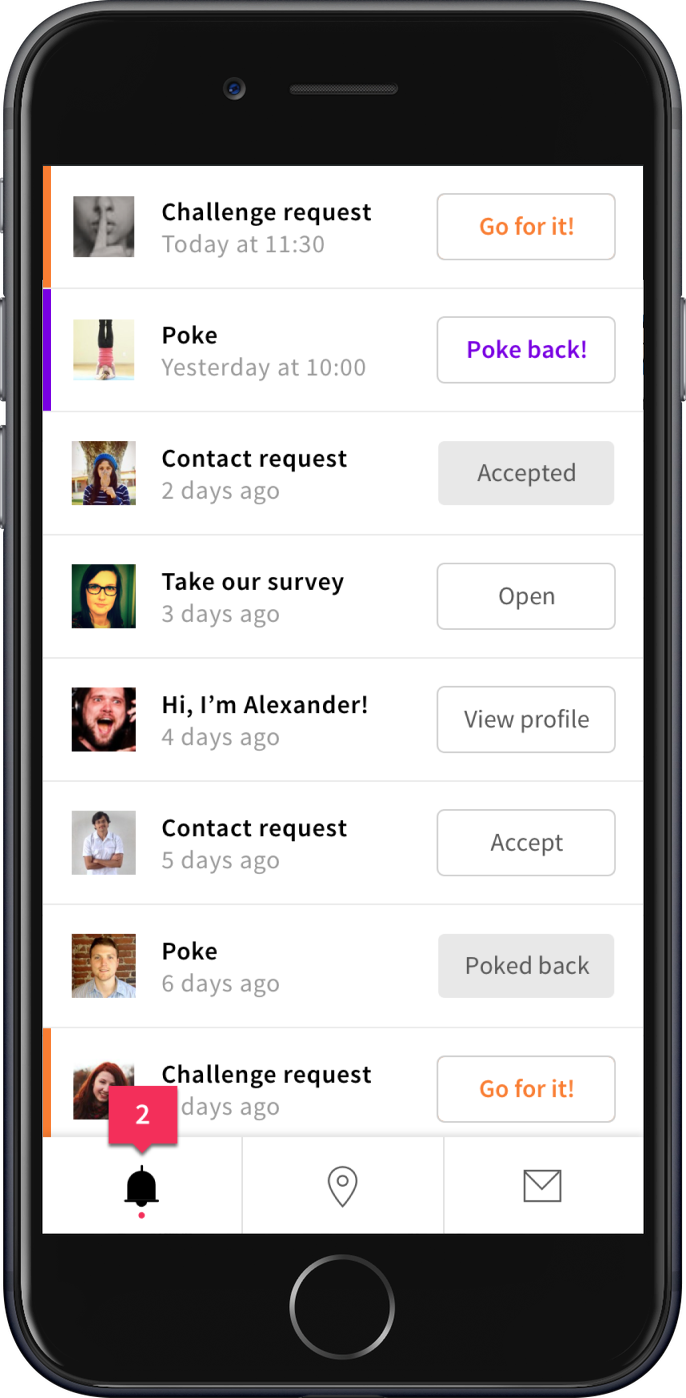 Challenge request
Today at 11:30
Go for it!
Poke
Yesterday at 10:00
Poke back!
Contact request
2 days ago
Accepted
Take our survey
3 days ago
Open
Hi, I’m Alexander!
4 days ago
View profile
Contact request
5 days ago
Accept
Poke
6 days ago
Poked back
Challenge request
days ago
Go for it!
2